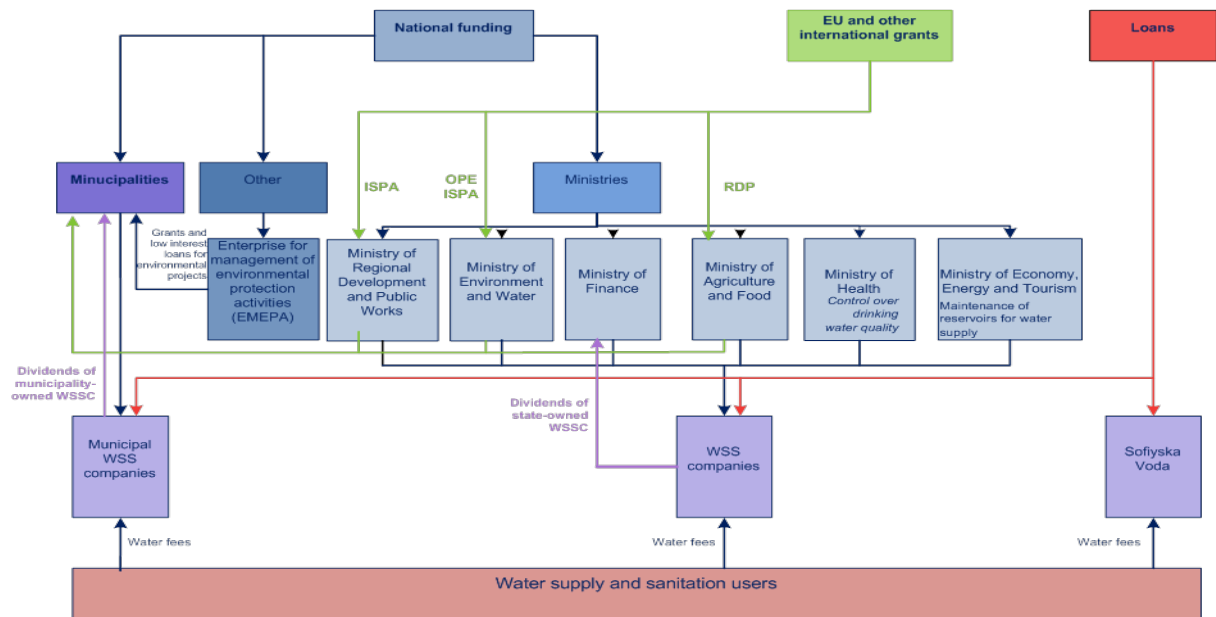 National funding
EU and other
international grants
Loans
Minucipalities
Other
ISPA
OPE
ISPA
Ministries
RDP
Grants and
low interest
loans for
environmental
projects
Enterprise for
management of
environmental
protection
activities
(EMEPA)
Ministry of
Regional
Development
and Public
Works
Ministry of
Environment
and Water
Ministry of
Finance
Ministry of
Agriculture
and Food
Ministry of
Health
Control over
drinking
water quality
Ministry of Economy,
Energy and Tourism
Maintenance of
reservoirs for water
supply
Dividends of
municipality-
owned WSSC
Dividends of
state-owned
WSSC
Municipal
WSS
companies
WSS
companies
Sofiyska
Voda
Water fees
Water fees
Water fees
Water supply and sanitation users